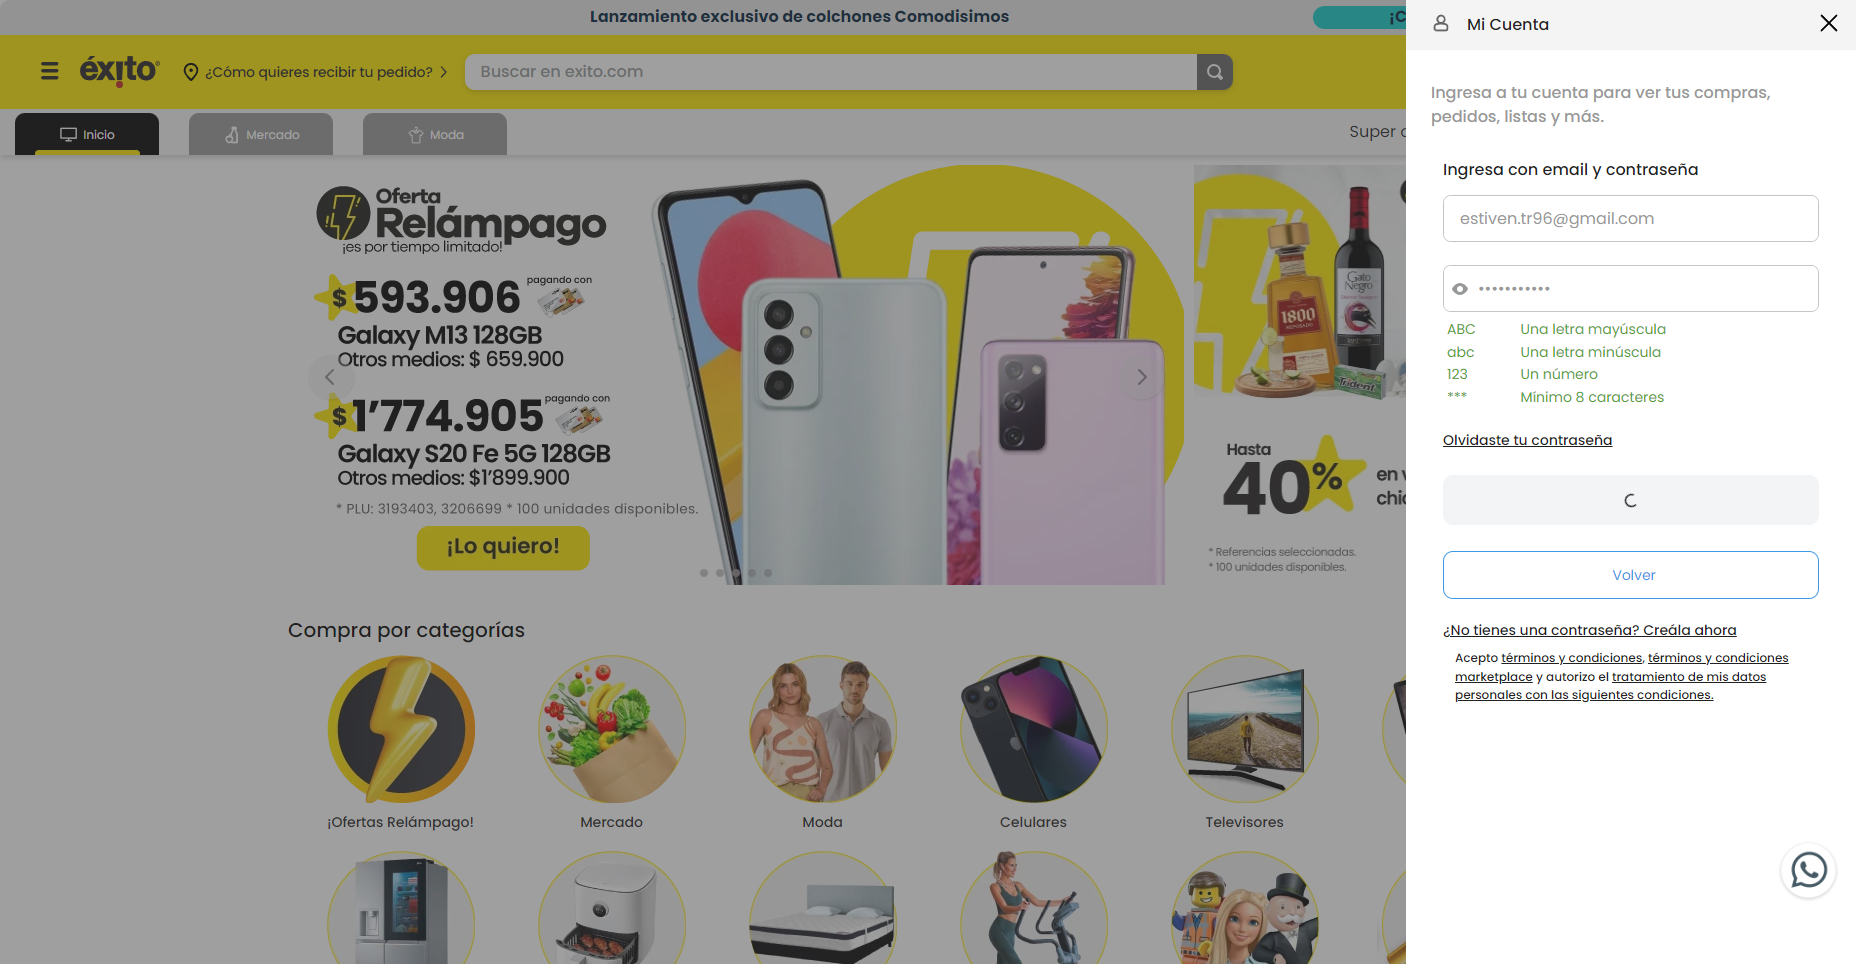 Lanzamiento exclusivo de colchones Comodisimos
¡C
éxito
¿Cómo quieres recibir tu pedido?
Buscar en exito.com
Inicio
Mercado
Moda
Super
Oferta
Relámpago
¡es por tiempo limitado!
$593.906 pagando con
Galaxy M13 128GB
Otros medios: $ 659.900
$1’774.905 pagando con
Galaxy S20 Fe 5G 128GB
Otros medios: $1’899.900
* PLU: 3193403, 3206699 * 100 unidades disponibles.
¡Lo quiero!
Gato
Negro
1800
Trident
Hasta
40%
en v
chic
* Referencias seleccionadas.
* 100 unidades disponibles.
Compra por categorías
¡Ofertas Relámpago!
Mercado
Moda
Celulares
Televisores
Mi Cuenta
Ingresa a tu cuenta para ver tus compras,
pedidos, listas y más.
Ingresa con email y contraseña
estiven.tr96@gmail.com
•••••••••••
ABC Una letra mayúscula
abc Una letra minúscula
123 Un número
*** Mínimo 8 caracteres
Olvidaste tu contraseña
Volver
¿No tienes una contraseña? Creála ahora
Acepto términos y condiciones, términos y condiciones
marketplace y autorizo el tratamiento de mis datos
personales con las siguientes condiciones.